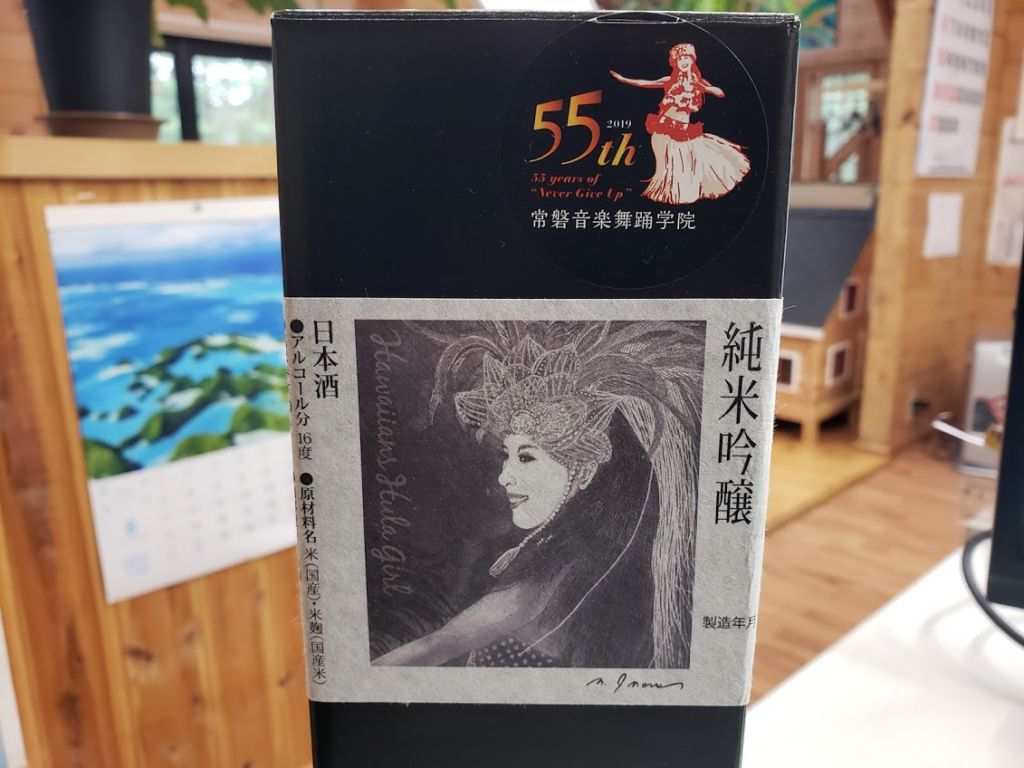 55th
2019
55 years of
"Never Give Up"
常磐音楽舞踊学院
純米吟醸
製造年月
Hawaiians Hula Girl
日本酒
●アルコール分 16度
●原材料名 米(国産)・米麹(国産米)